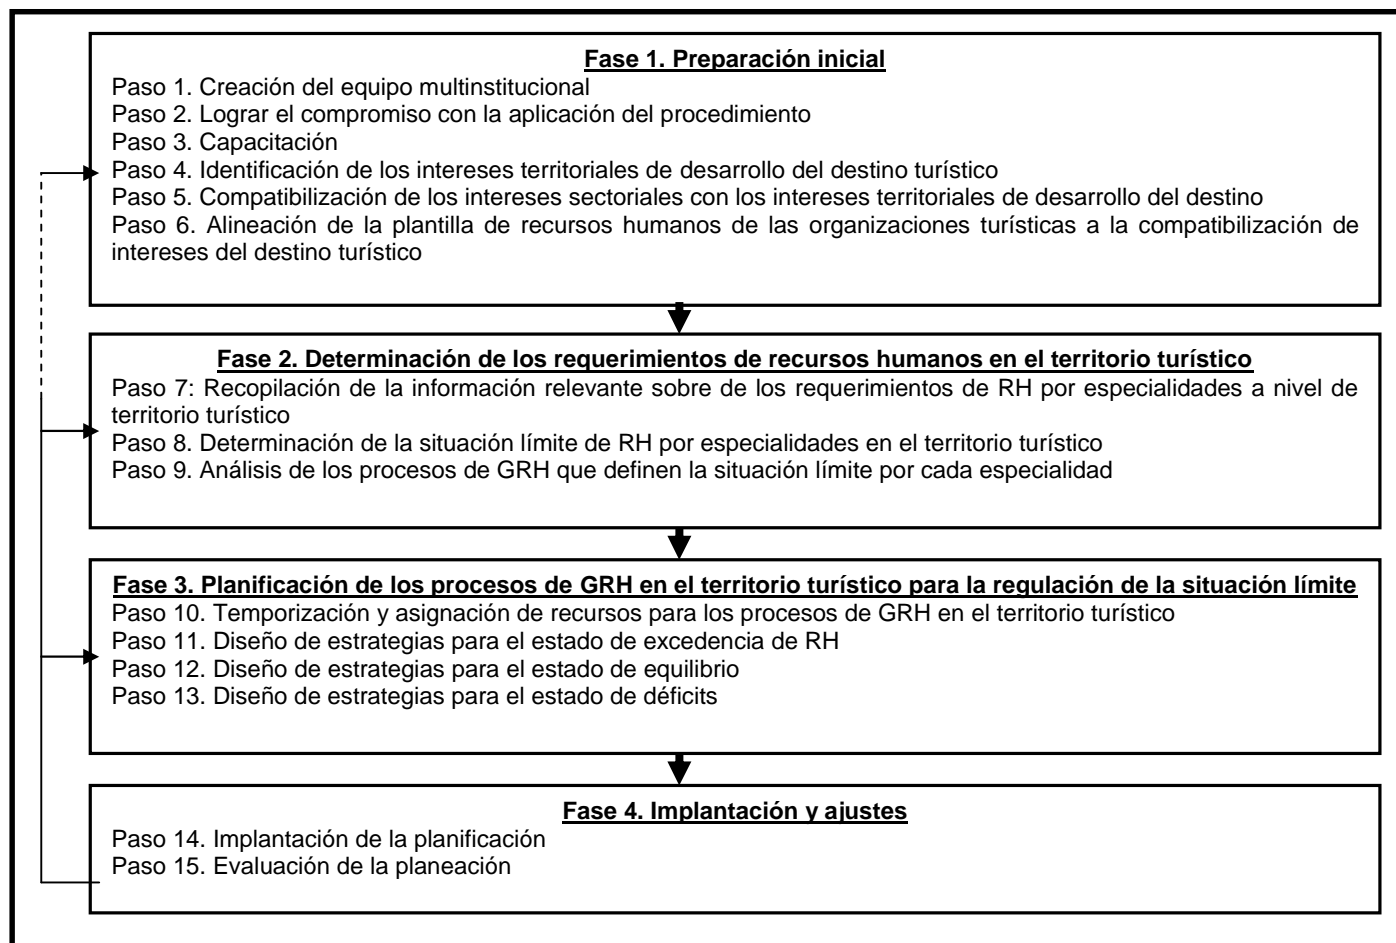 Fase 1. Preparación inicial
Paso 1. Creación del equipo multinstitucional
Paso 2. Lograr el compromiso con la aplicación del procedimiento
Paso 3. Capacitación
Paso 4. Identificación de los intereses territoriales de desarrollo del destino turístico
Paso 5. Compatibilización de los intereses sectoriales con los intereses territoriales de desarrollo del destino
Paso 6. Alineación de la plantilla de recursos humanos de las organizaciones turísticas a la compatibilización de
intereses del destino turístico
Fase 2. Determinación de los requerimientos de recursos humanos en el territorio turístico
Paso 7: Recopilación de la información relevante sobre de los requerimientos de RH por especialidades a nivel de
territorio turístico
Paso 8. Determinación de la situación límite de RH por especialidades en el territorio turístico
Paso 9. Análisis de los procesos de GRH que definen la situación límite por cada especialidad
Fase 3. Planificación de los procesos de GRH en el territorio turístico para la regulación de la situación límite
Paso 10. Temporización y asignación de recursos para los procesos de GRH en el territorio turístico
Paso 11. Diseño de estrategias para el estado de excedencia de RH
Paso 12. Diseño de estrategias para el estado de equilibrio
Paso 13. Diseño de estrategias para el estado de déficits
Fase 4. Implantación y ajustes
Paso 14. Implantación de la planificación
Paso 15. Evaluación de la planeación